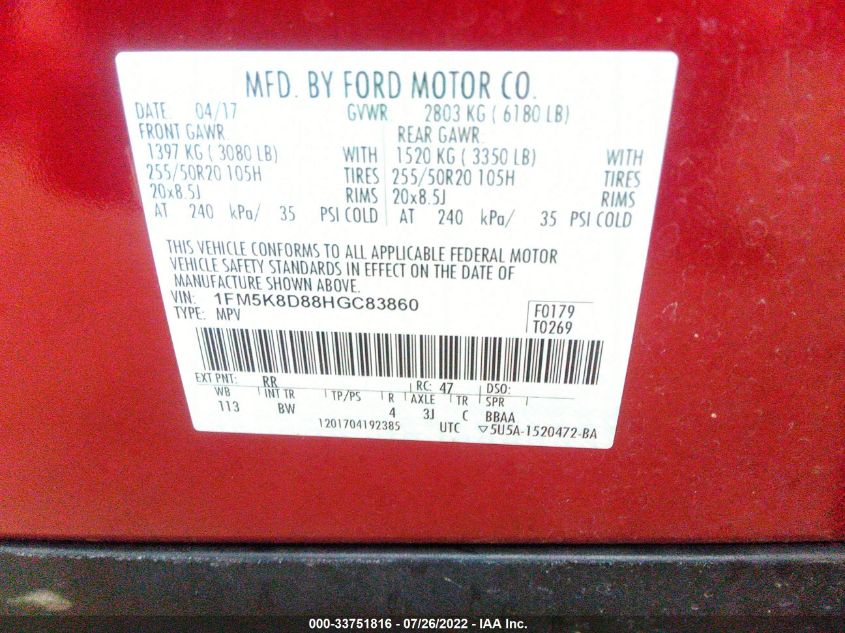 MFD. BY FORD MOTOR CO.
DATE: 04/17 GVWR 2803 KG ( 6180 LB)
FRONT GAWR REAR GAWR
1397 KG ( 3080 LB) WITH 1520 KG ( 3350 LB) WITH
255/50R20 105H TIRES 255/50R20 105H TIRES
20x8.5J RIMS 20x8.5J RIMS
AT 240 kPa/ 35 PSI COLD AT 240 kPa/ 35 PSI COLD
THIS VEHICLE CONFORMS TO ALL APPLICABLE FEDERAL MOTOR
VEHICLE SAFETY STANDARDS IN EFFECT ON THE DATE OF
MANUFACTURE SHOWN ABOVE.
VIN: 1FM5K8D88HGC83860 F0179
TYPE: MPV T0269
EXT PNT: RR RC: 47 DSO:
WB INT TR TP/PS R AXLE TR SPR
113 BW 4 3J C BBAA
1201704192385 UTC ▽5U5A-1520472-BA
000-33751816 - 07/26/2022 - IAA Inc.